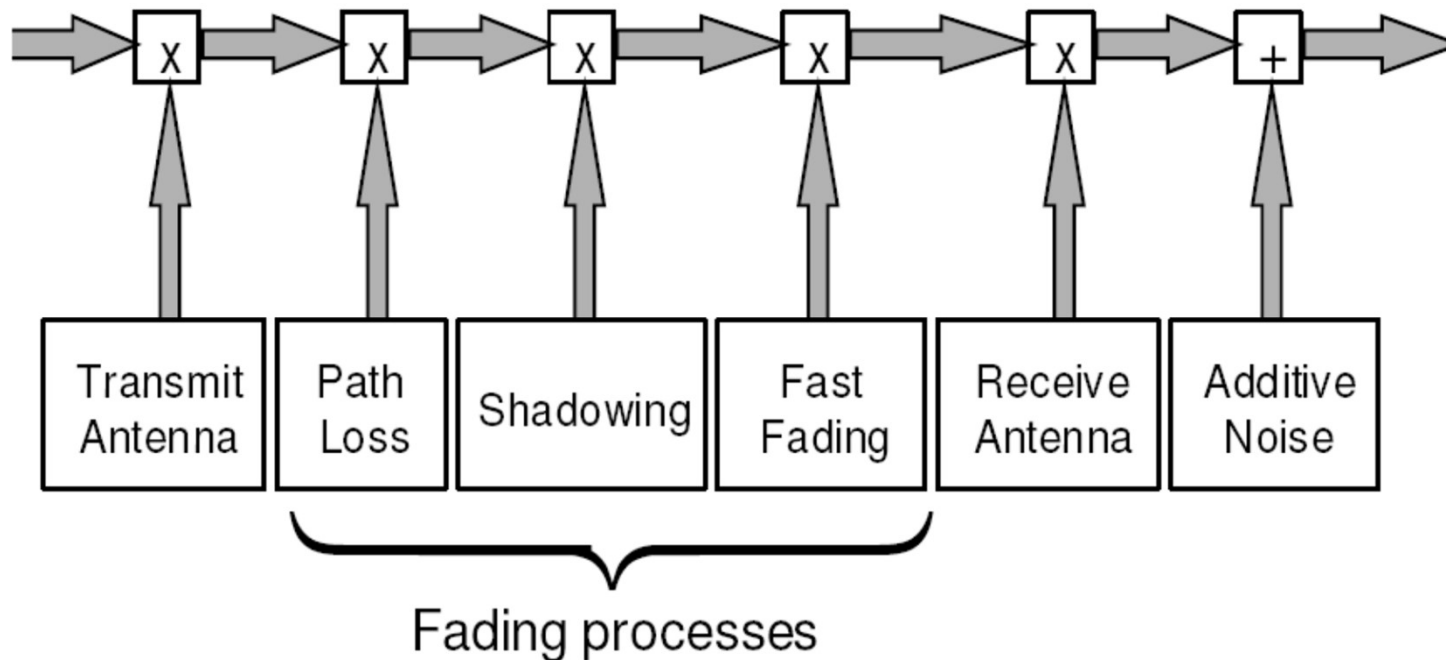 X X X X X +
Transmit
Antenna
Path
Loss
Shadowing
Fast
Fading
Receive
Antenna
Additive
Noise
Fading processes